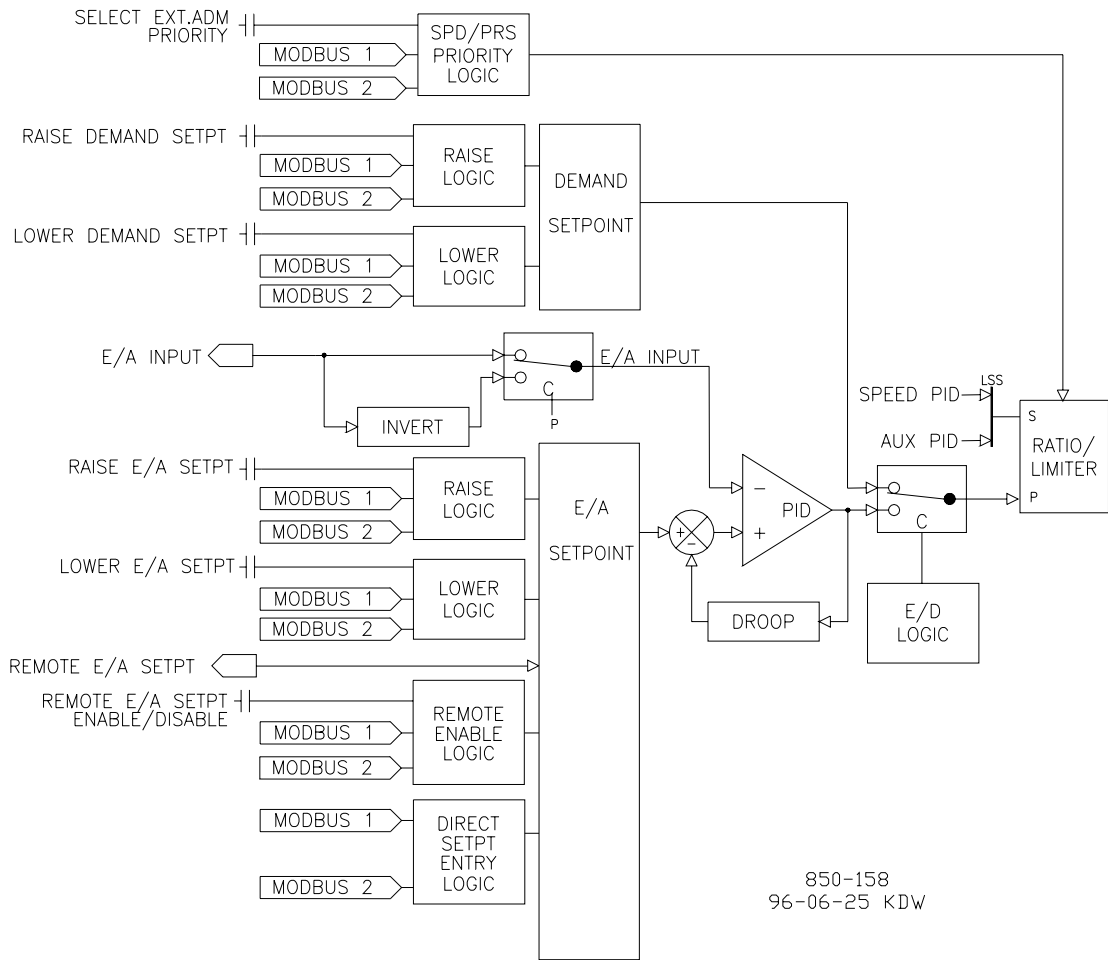 SELECT EXT.ADM
PRIORITY
MODBUS 1
MODBUS 2
SPD/PRS
PRIORITY
LOGIC
RAISE DEMAND SETPT
MODBUS 1
MODBUS 2
RAISE
LOGIC
DEMAND
SETPOINT
LOWER DEMAND SETPT
MODBUS 1
MODBUS 2
LOWER
LOGIC
E/A INPUT
INVERT
C
P
E/A INPUT
SPEED PID
LSS
AUX PID
S
RATIO/
LIMITER
P
RAISE E/A SETPT
MODBUS 1
MODBUS 2
RAISE
LOGIC
E/A
SETPOINT
+
-
-
+
PID
C
LOWER E/A SETPT
MODBUS 1
MODBUS 2
LOWER
LOGIC
DROOP
E/D
LOGIC
REMOTE E/A SETPT
REMOTE E/A SETPT
ENABLE/DISABLE
MODBUS 1
MODBUS 2
REMOTE
ENABLE
LOGIC
MODBUS 1
MODBUS 2
DIRECT
SETPT
ENTRY
LOGIC
850-158
96-06-25 KDW